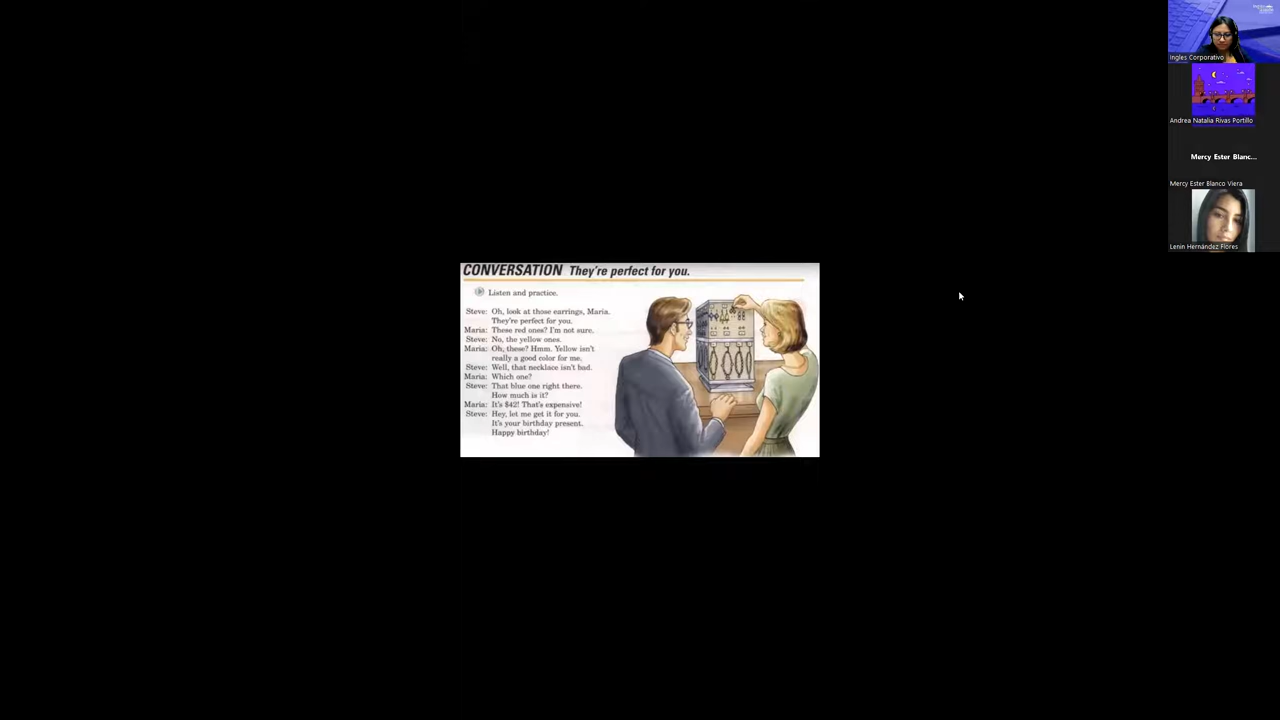 CONVERSATION They're perfect for you.
Listen and practice.
Steve: Oh, look at those earrings, Maria.
They're perfect for you.
Maria: These red ones? I'm not sure.
Steve: No, the yellow ones.
Maria: Oh, these? Hmm. Yellow isn't
really a good color for me.
Steve: Well, that necklace isn't bad.
Maria: Which one?
Steve: That blue one right there.
How much is it?
Maria: It's $42! That's expensive!
Steve: Hey, let me get it for you.
It's your birthday present.
Happy birthday!
Ingles Corporativo
Andrea Natalia Rivas Portillo
Mercy Ester Blanc...
Mercy Ester Blanco Viera
Lenin Hernández Flores